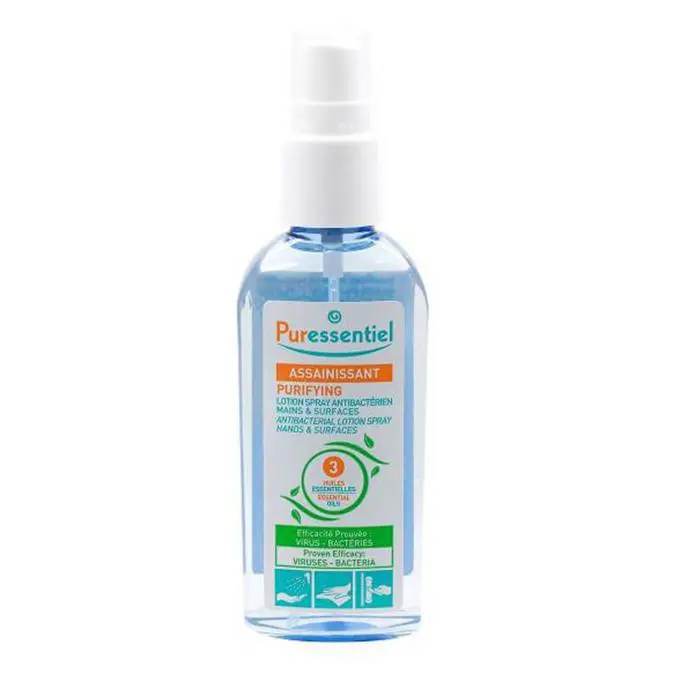 Puressentiel
ASSAINISSANT
PURIFYING
LOTION SPRAY ANTIBACTÉRIEN
MAINS & SURFACES
ANTIBACTERIAL LOTION SPRAY
HANDS & SURFACES
3
HUILES
ESSENTIELLES
ESSENTIAL
OILS
Efficacité Prouvée :
VIRUS - BACTÉRIES
Proven Efficacy:
VIRUSES - BACTERIA